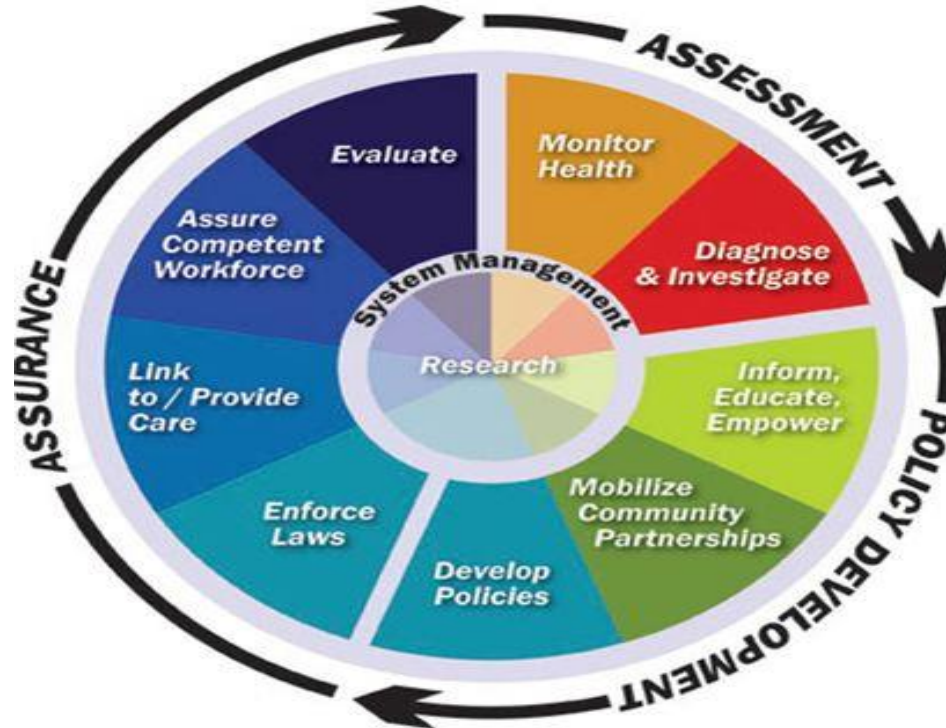 ASSESSMENT
Monitor
Health
Diagnose
& Investigate
Inform,
Educate,
Empower
POLICY DEVELOPMENT
Mobilize
Community
Partnerships
Develop
Policies
Enforce
Laws
ASSURANCE
Link
to / Provide
Care
Assure
Competent
Workforce
Evaluate
System Management
Research